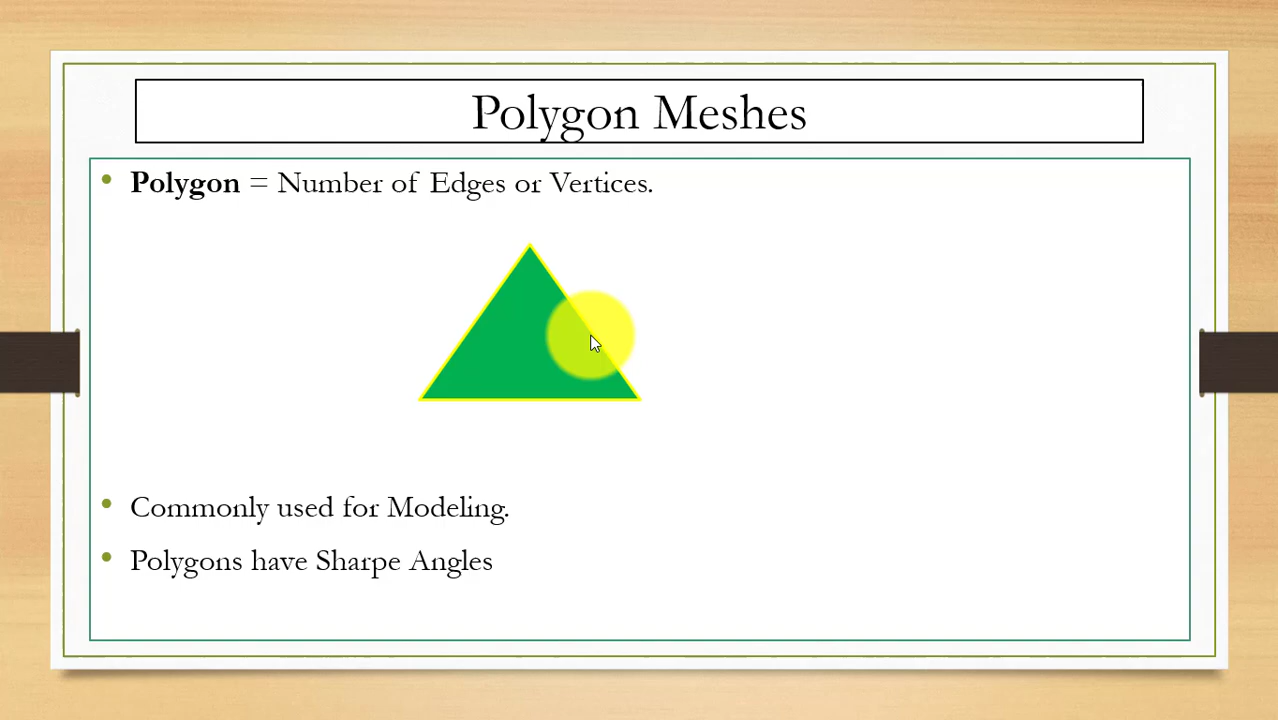 Polygon Meshes
• Polygon = Number of Edges or Vertices.
• Commonly used for Modeling.
• Polygons have Sharpe Angles